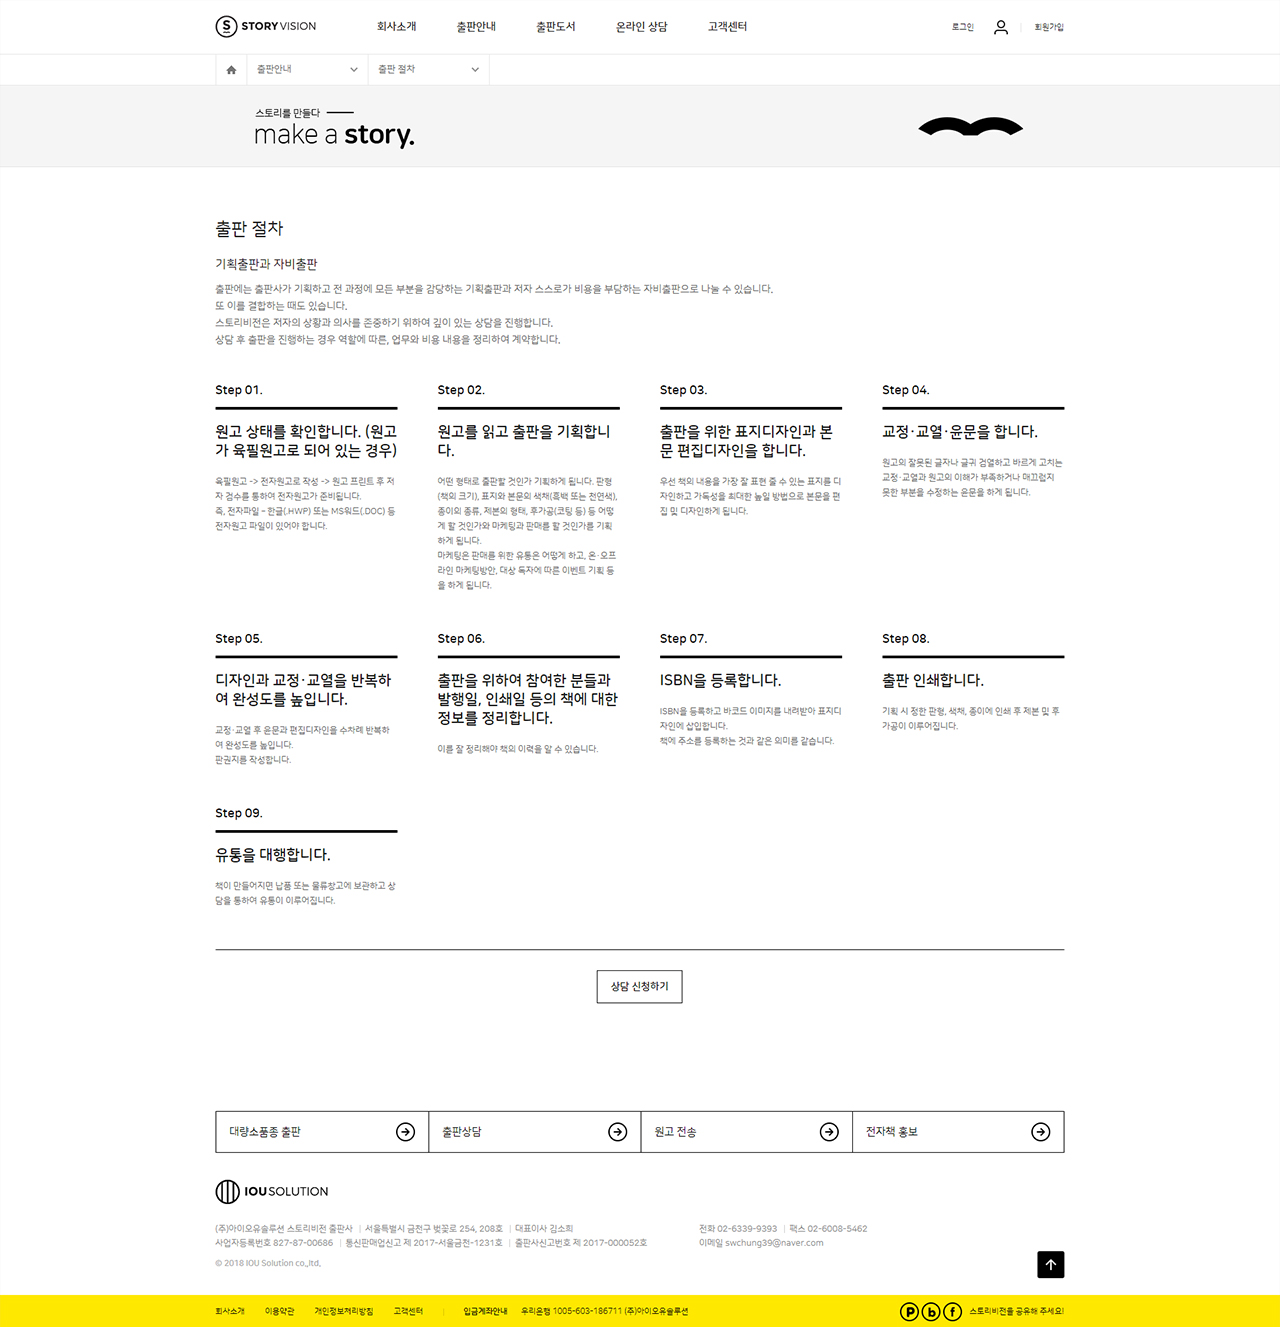 S STORYVISION
회사소개 출판안내 출판도서 온라인 상담 고객센터
로그인 회원가입
출판안내 출판 절차
스토리를 만들다
make a story.
출판 절차
기획출판과 자비출판
출판에는 출판사가 기획하고 전 과정에 모든 부분을 감당하는 기획출판과 저자 스스로가 비용을 부담하는 자비출판으로 나눌 수 있습니다.
또 이를 결합하는 때도 있습니다.
스토리비전은 저자의 상황과 의사를 존중하기 위하여 깊이 있는 상담을 진행합니다.
상담 후 출판을 진행하는 경우 역할에 따른, 업무와 비용 내용을 정리하여 계약합니다.
Step 01.
원고 상태를 확인합니다. (원고
가 육필원고로 되어 있는 경우)
육필원고 -> 전자원고로 작성 -> 원고 프린트 후 저
자 검수를 통하여 전자원고가 준비됩니다.
즉, 전자파일 – 한글(.HWP) 또는 MS워드(.DOC) 등
전자원고 파일이 있어야 합니다.
Step 02.
원고를 읽고 출판을 기획합니
다.
어떤 형태로 출판할 것인가 기획하게 됩니다. 판형
(책의 크기), 표지와 본문의 색채(흑백 또는 전면색),
종이의 종류, 제본의 형태, 후가공(코팅 등) 등 어떻
게 할 것인가와 마케팅과 판매를 할 것인가를 기획
하게 됩니다.
마케팅은 판매를 위한 유통은 어떻게 하고, 온·오프
라인 마케팅방안, 대상 독자에 따른 이벤트 기획 등
을 하게 됩니다.
Step 03.
출판을 위한 표지디자인과 본
문 편집디자인을 합니다.
우선 책의 내용을 가장 잘 표현 줄 수 있는 표지를 디
자인하고 가독성을 최대한 높일 방법으로 본문을 편
집 및 디자인하게 됩니다.
Step 04.
교정·교열·윤문을 합니다.
원고의 잘못된 글자나 글귀 검열하고 바르게 고치는
교정·교열과 원고의 이해가 부족하거나 매끄럽지
못한 부분을 수정하는 윤문을 하게 됩니다.
Step 05.
디자인과 교정·교열을 반복하
여 완성도를 높입니다.
교정·교열 후 윤문과 편집디자인을 수차례 반복하
여 완성도를 높입니다.
판권지를 작성합니다.
Step 06.
출판을 위하여 참여한 분들과
발행일, 인쇄일 등의 책에 대한
정보를 정리합니다.
이를 잘 정리해야 책의 이력을 알 수 있습니다.
Step 07.
ISBN을 등록합니다.
ISBN을 등록하고 바코드 이미지를 내려받아 표지디
자인에 삽입합니다.
책에 주소를 등록하는 것과 같은 의미를 같습니다.
Step 08.
출판 인쇄합니다.
기획 시 정한 판형, 색채, 종이에 인쇄 후 제본 및 후
가공이 이루어집니다.
Step 09.
유통을 대행합니다.
책이 만들어지면 납품 또는 물류창고에 보관하고 상
담을 통하여 유통이 이루어집니다.
상담 신청하기
대량소품종 출판 출판상담 원고 전송 전자책 홍보
IOUSOLUTION
(주)아이오유솔루션 스토리비전 출판사 | 서울특별시 금천구 벚꽃로 254, 208호 | 대표이사 김소희
사업자등록번호 827-87-00686 | 통신판매업신고 제 2017-서울금천-1231호 | 출판사신고번호 제 2017-000052호
전화 02-6339-9393 | 팩스 02-6008-5462
이메일 swchung39@naver.com
© 2018 IOU Solution co.,ltd.
회사소개 이용약관 개인정보처리방침 고객센터 | 입금계좌안내 우리은행 1005-603-186711 (주)아이오유솔루션
P b f 스토리비전을 공유해 주세요!